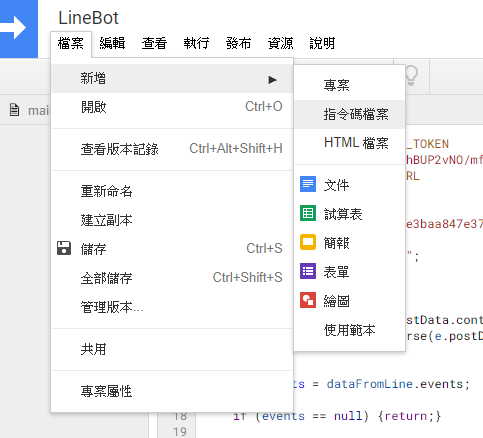 LineBot
檔案 編輯 查看 執行 發布 資源 說明
新增 ▶
專案
開啟 Ctrl+O
指令碼檔案
mai
HTML 檔案
_TOKEN
查看版本記錄 Ctrl+Alt+Shift+H
hBUP2vNO/mf
RL
文件
重新命名
試算表
建立副本
e3baa847e37
簡報
儲存 Ctrl+S
";
表單
全部儲存 Ctrl+Shift+S
繪圖
管理版本...
stData.cont
使用範本
rse(e.postD
共用
專案屬性
nts = dataFromLine.events;
18 if (events == null) {return;}
19